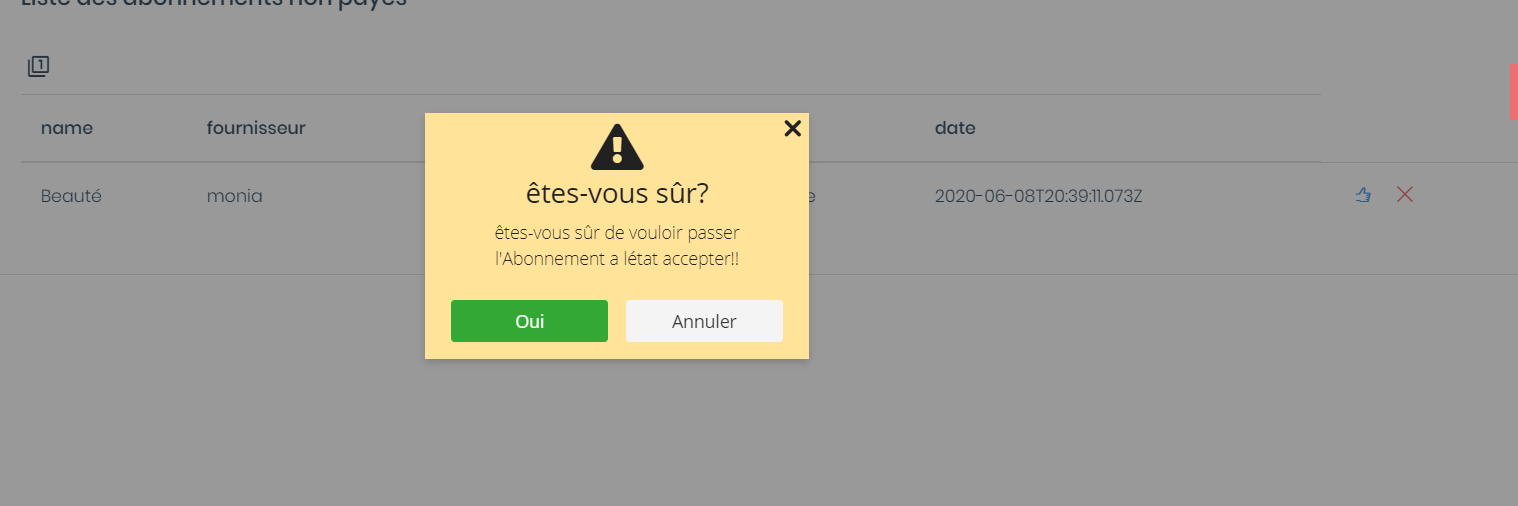 Liste des abonnements non payés
1
name fournisseur date
Beauté monia e 2020-06-08T20:39:11.073Z
êtes-vous sûr?
êtes-vous sûr de vouloir passer
l'Abonnement a létat accepter!!
Oui Annuler